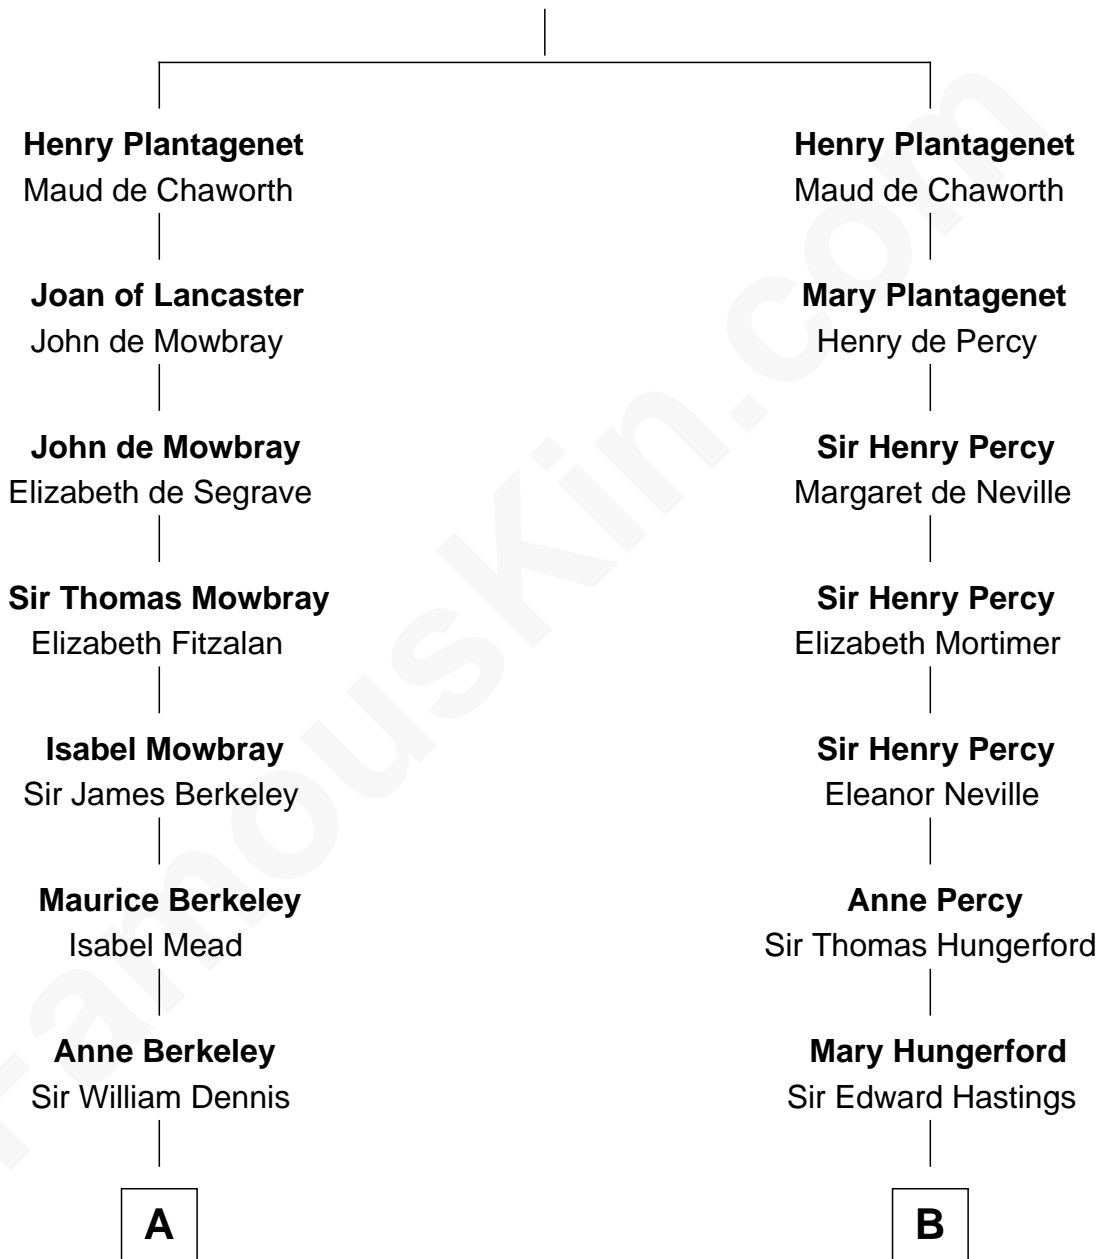 Henry Plantagenet
Maud de Chaworth
Joan of Lancaster
John de Mowbray
John de Mowbray
Elizabeth de Segrave
Sir Thomas Mowbray
Elizabeth Fitzalan
Isabel Mowbray
Sir James Berkeley
Maurice Berkeley
Isabel Mead
Anne Berkeley
Sir William Dennis
A
Henry Plantagenet
Maud de Chaworth
Mary Plantagenet
Henry de Percy
Sir Henry Percy
Margaret de Neville
Sir Henry Percy
Elizabeth Mortimer
Sir Henry Percy
Eleanor Neville
Anne Percy
Sir Thomas Hungerford
Mary Hungerford
Sir Edward Hastings
B
FamousKin.com